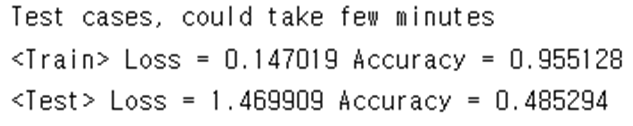 Test cases, could take few minutes
<Train> Loss = 0.147019 Accuracy = 0.955128
<Test> Loss = 1.469909 Accuracy = 0.485294